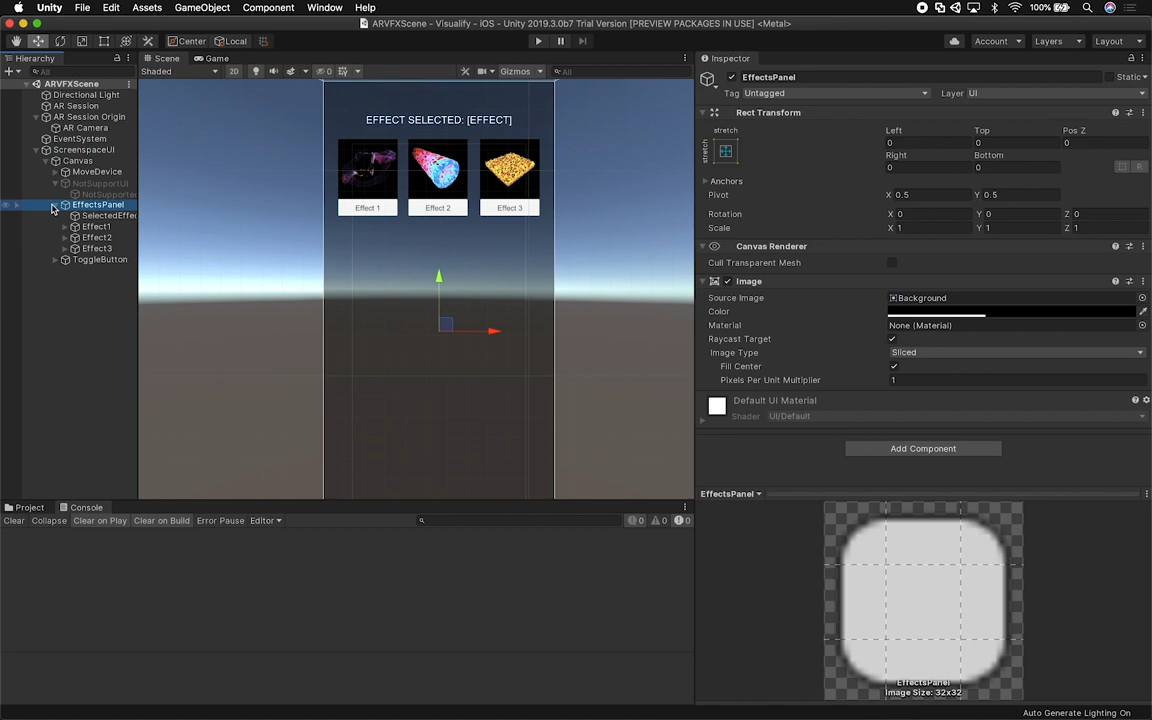 Unity File Edit Assets GameObject Component Window Help 100%
ARVFXScene - Visualify - iOS - Unity 2019.3.0b7 Trial Version [PREVIEW PACKAGES IN USE] <Metal>
Center Local Account Layers Layout
Hierarchy
All
ARVFXScene
Directional Light
AR Session
AR Session Origin
AR Camera
EventSystem
ScreenspaceUI
Canvas
MoveDevice
NotSupportUI
NotSupported
EffectsPanel
SelectedEffec
Effect1
Effect2
Effect3
ToggleButton
Scene Game
Shaded 2D 0 Gizmos All
EFFECT SELECTED: [EFFECT]
Effect 1 Effect 2 Effect 3
Inspector
EffectsPanel Static
Tag Untagged Layer UI
Rect Transform
stretch Left Top Pos Z
stretch 0 0 0
Right Bottom
0 0 R
Anchors
Pivot X 0.5 Y 0.5
Rotation X 0 Y 0 Z 0
Scale X 1 Y 1 Z 1
Canvas Renderer
Cull Transparent Mesh
Image
Source Image Background
Color
Material None (Material)
Raycast Target
Image Type Sliced
Fill Center
Pixels Per Unit Multiplier 1
Default UI Material
Shader UI/Default
Add Component
EffectsPanel
EffectsPanel
Image Size: 32x32
Project Console
Clear Collapse Clear on Play Clear on Build Error Pause Editor 0 0 0
Auto Generate Lighting On